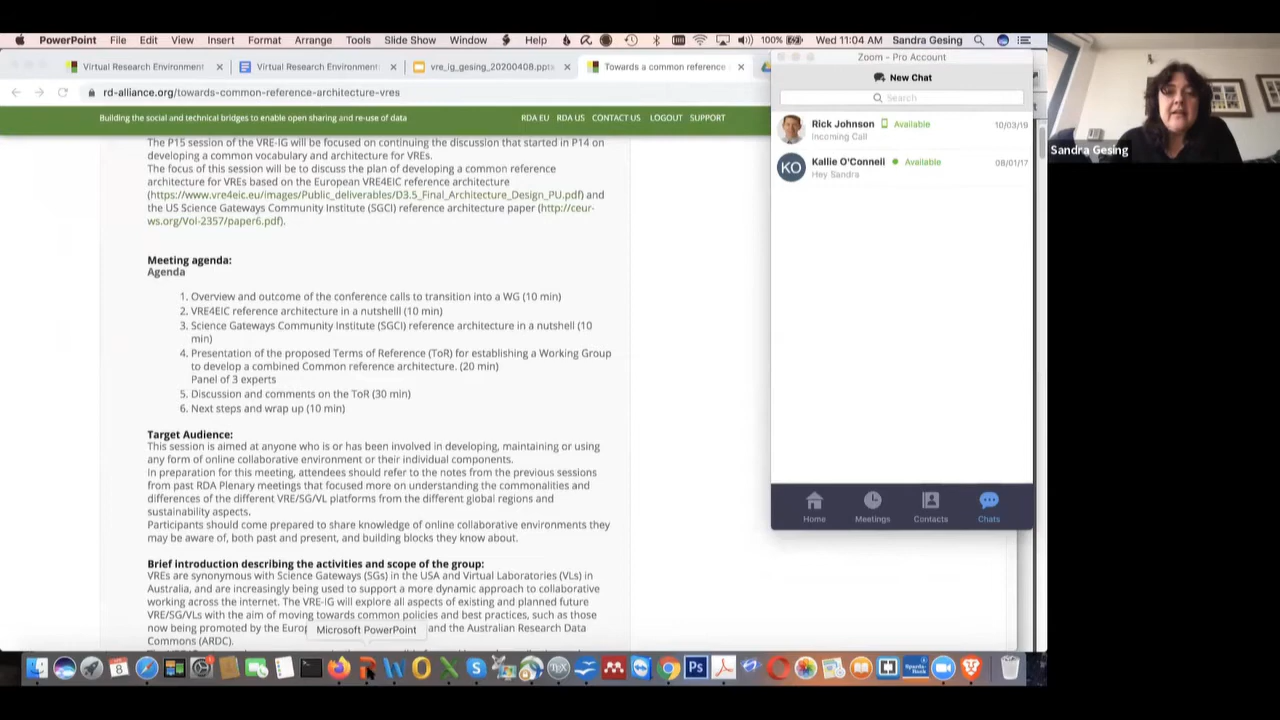 PowerPoint File Edit View Insert Format Arrange Tools Slide Show Window Help 100% Wed 11:04 AM Sandra Gesing
Virtual Research Environment × Virtual Research Environment × vre_ig_gesing_20200408.pptx × Towards a common reference ×
rd-alliance.org/towards-common-reference-architecture-vres
Building the social and technical bridges to enable open sharing and re-use of data RDA EU RDA US CONTACT US LOGOUT SUPPORT
The P15 session of the VRE-IG will be focused on continuing the discussion that started in P14 on
developing a common vocabulary and architecture for VREs.
The focus of this session will be to discuss the plan of developing a common reference
architecture for VREs based on the European VRE4EIC reference architecture
(https://www.vre4eic.eu/images/Public_deliverables/D3.5_Final_Architecture_Design_PU.pdf) and
the US Science Gateways Community Institute (SGCI) reference architecture paper (http://ceur-
ws.org/Vol-2357/paper6.pdf).
Meeting agenda:
Agenda
1. Overview and outcome of the conference calls to transition into a WG (10 min)
2. VRE4EIC reference architecture in a nutshelll (10 min)
3. Science Gateways Community Institute (SGCI) reference architecture in a nutshell (10
min)
4. Presentation of the proposed Terms of Reference (ToR) for establishing a Working Group
to develop a combined Common reference architecture. (20 min)
Panel of 3 experts
5. Discussion and comments on the ToR (30 min)
6. Next steps and wrap up (10 min)
Target Audience:
This session is aimed at anyone who is or has been involved in developing, maintaining or using
any form of online collaborative environment or their individual components.
In preparation for this meeting, attendees should refer to the notes from the previous sessions
from past RDA Plenary meetings that focused more on understanding the commonalities and
differences of the different VRE/SG/VL platforms from the different global regions and
sustainability aspects.
Participants should come prepared to share knowledge of online collaborative environments they
may be aware of, both past and present, and building blocks they know about.
Brief introduction describing the activities and scope of the group:
VREs are synonymous with Science Gateways (SGs) in the USA and Virtual Laboratories (VLs) in
Australia, and are increasingly being used to support a more dynamic approach to collaborative
working across the internet. The VRE-IG will explore all aspects of existing and planned future
VRE/SG/VLs with the aim of moving towards common policies and best practices, such as those
now being promoted by the Europ and the Australian Research Data
Commons (ARDC).
Microsoft PowerPoint
Zoom - Pro Account
New Chat
Search
Rick Johnson Available 10/03/19
Incoming Call
KO Kallie O'Connell Available 08/01/17
Hey Sandra
Home Meetings Contacts Chats
Sandra Gesing